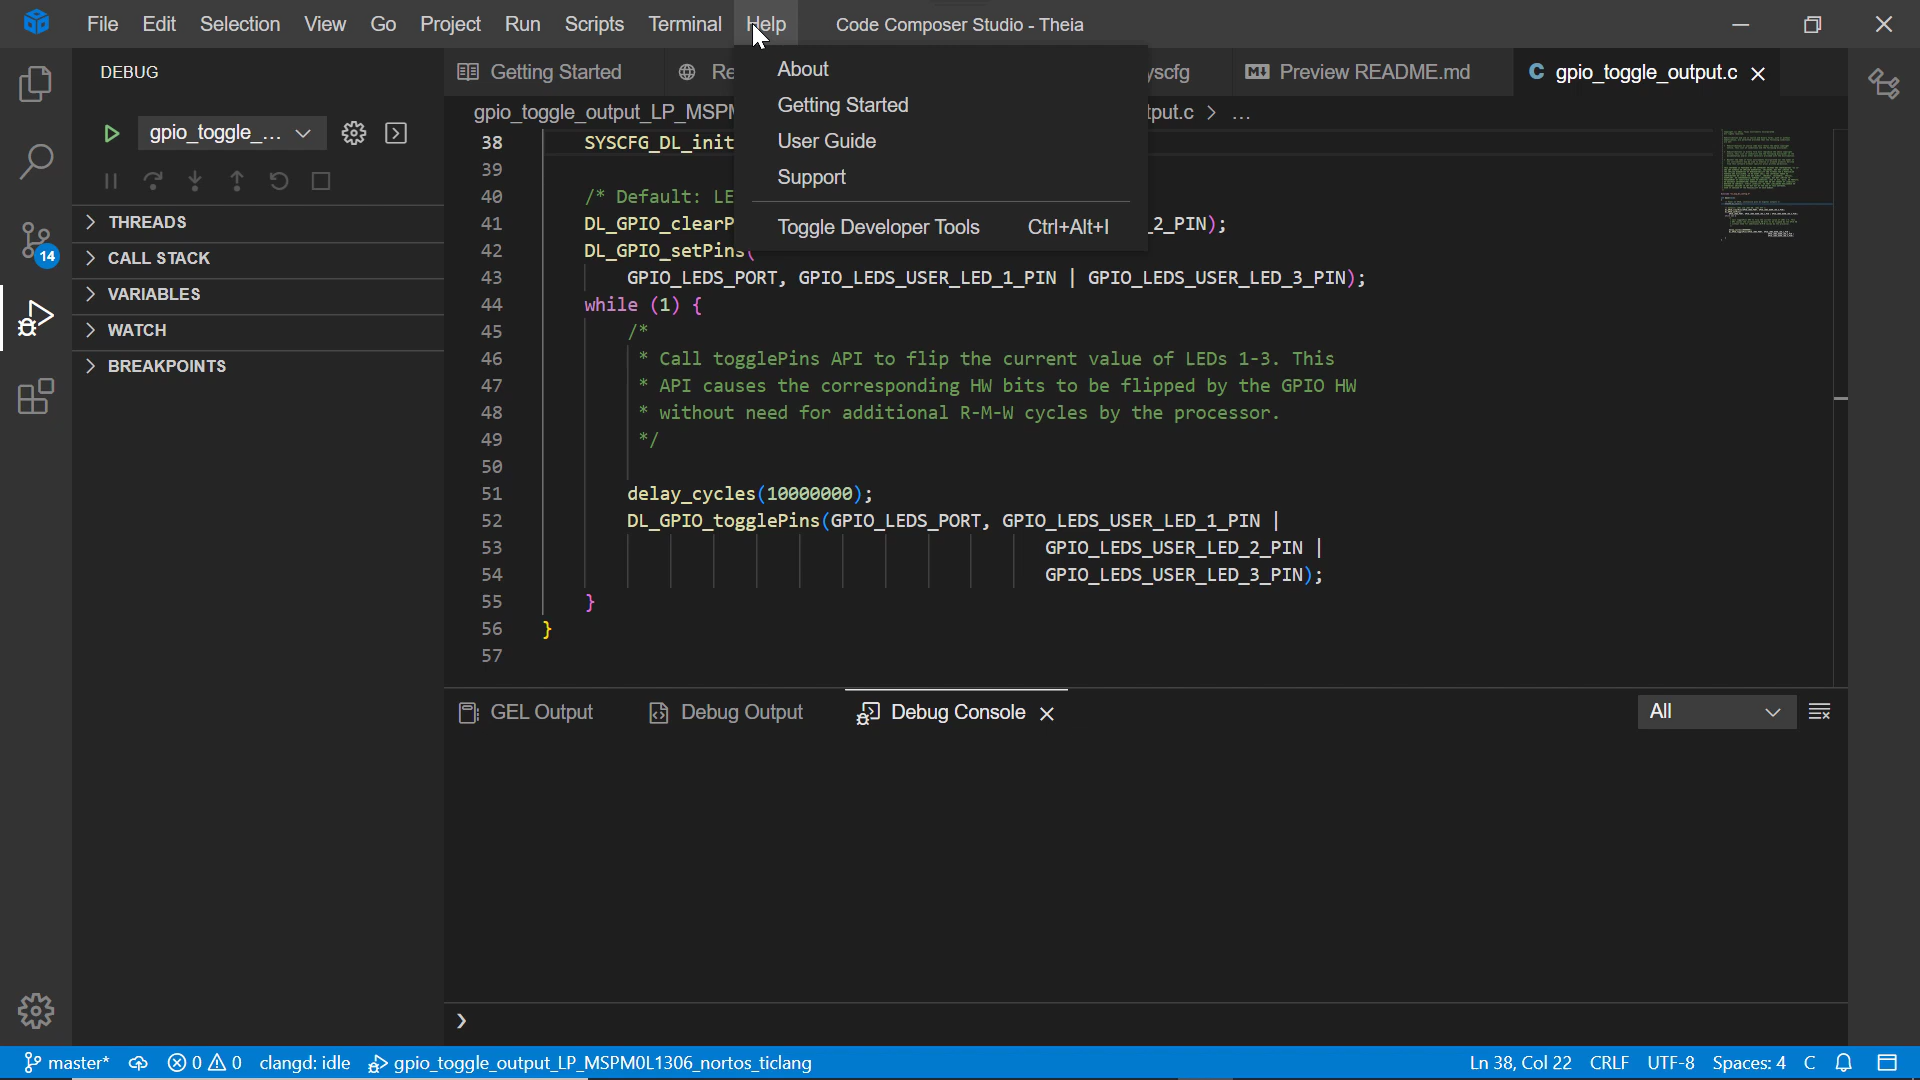 File Edit Selection View Go Project Run Scripts Terminal Help Code Composer Studio - Theia
About
Getting Started
User Guide
Support
Toggle Developer Tools Ctrl+Alt+I
DEBUG
gpio_toggle_...
THREADS
CALL STACK
VARIABLES
WATCH
BREAKPOINTS
14
Getting Started Re yscfg Preview README.md C gpio_toggle_output.c
gpio_toggle_output_LP_MSPM tput.c > ...
38 SYSCFG_DL_init
39
40 /* Default: LE
41 DL_GPIO_clearP _2_PIN);
42 DL_GPIO_setPins(
43 GPIO_LEDS_PORT, GPIO_LEDS_USER_LED_1_PIN | GPIO_LEDS_USER_LED_3_PIN);
44 while (1) {
45 /*
46 * Call togglePins API to flip the current value of LEDs 1-3. This
47 * API causes the corresponding HW bits to be flipped by the GPIO HW
48 * without need for additional R-M-W cycles by the processor.
49 */
50
51 delay_cycles(10000000);
52 DL_GPIO_togglePins(GPIO_LEDS_PORT, GPIO_LEDS_USER_LED_1_PIN |
53 GPIO_LEDS_USER_LED_2_PIN |
54 GPIO_LEDS_USER_LED_3_PIN);
55 }
56 }
57
GEL Output Debug Output Debug Console All
master* 0 0 clangd: idle gpio_toggle_output_LP_MSPM0L1306_nortos_ticlang Ln 38, Col 22 CRLF UTF-8 Spaces: 4 C